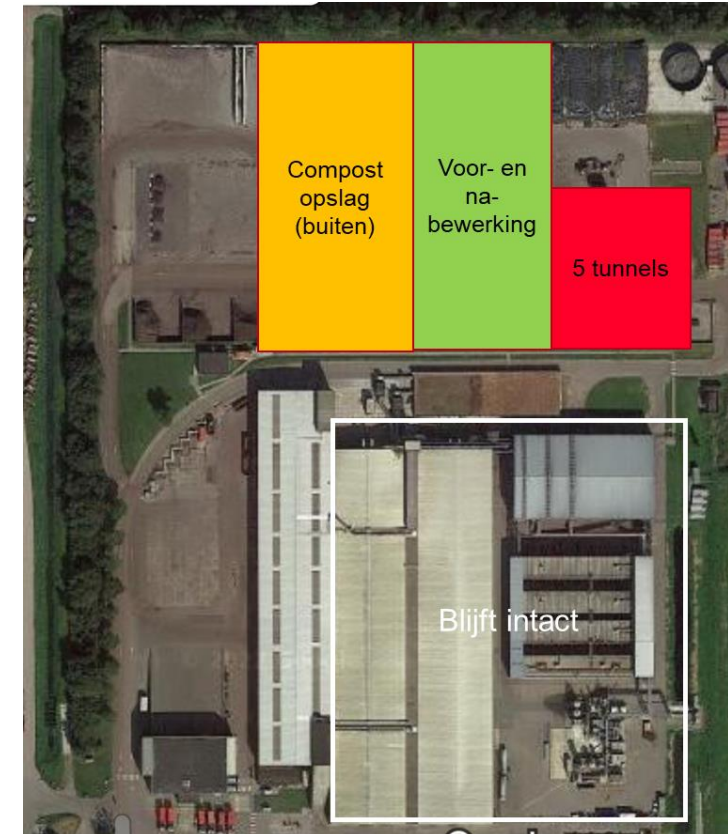 Compost
opslag
(buiten)
Voor- en
na-
bewerking
5 tunnels
Blijft intact